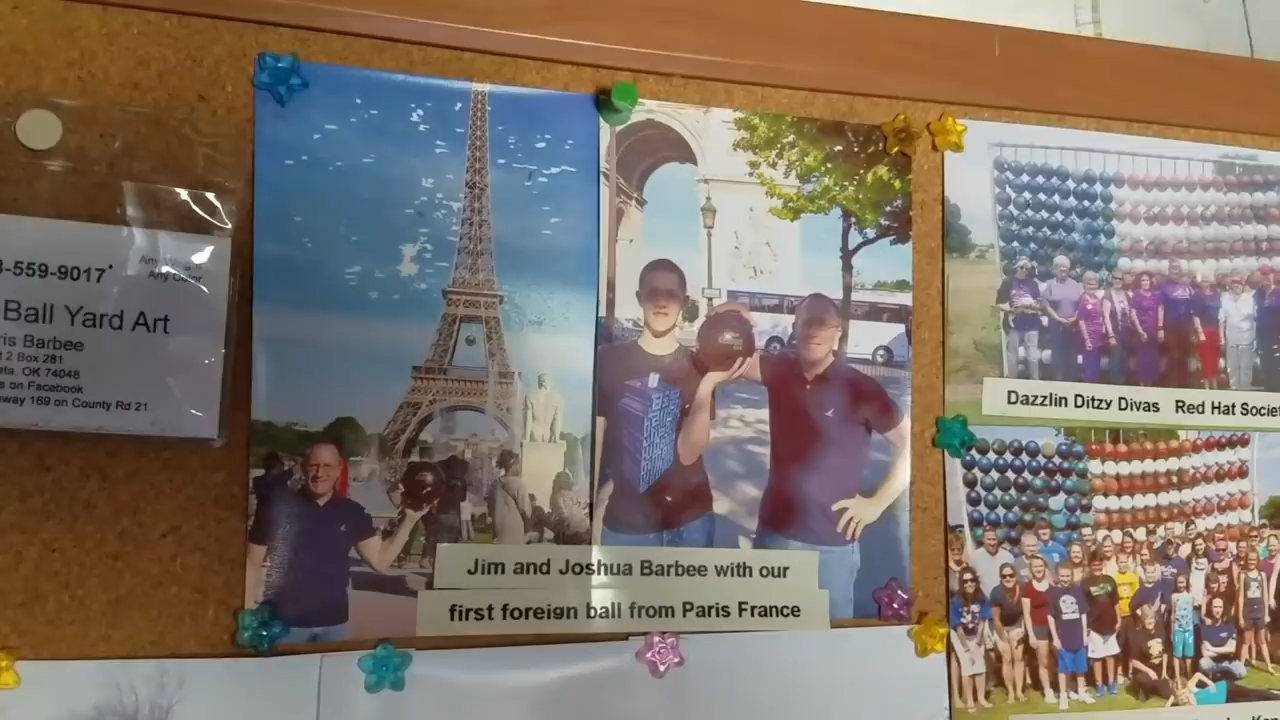 3-559-9017
Any Weight
Any Color
Ball Yard Art
ris Barbee
2 Box 281
ata, OK 74048
s on Facebook
way 169 on County Rd 21
Jim and Joshua Barbee with our
first foreign ball from Paris France
Dazzlin Ditzy Divas Red Hat Societ